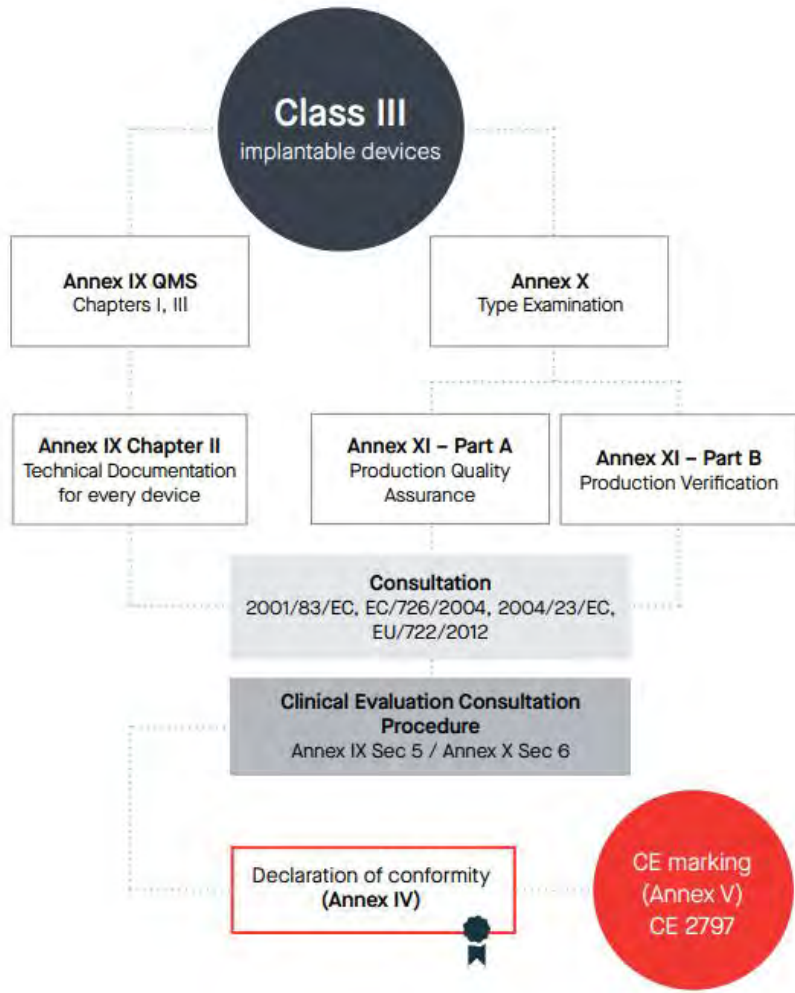 Class III
implantable devices
Annex IX QMS
Chapters I, III
Annex X
Type Examination
Annex IX Chapter II
Technical Documentation
for every device
Annex XI – Part A
Production Quality
Assurance
Annex XI – Part B
Production Verification
Consultation
2001/83/EC, EC/726/2004, 2004/23/EC,
EU/722/2012
Clinical Evaluation Consultation
Procedure
Annex IX Sec 5 / Annex X Sec 6
Declaration of conformity
(Annex IV)
CE marking
(Annex V)
CE 2797